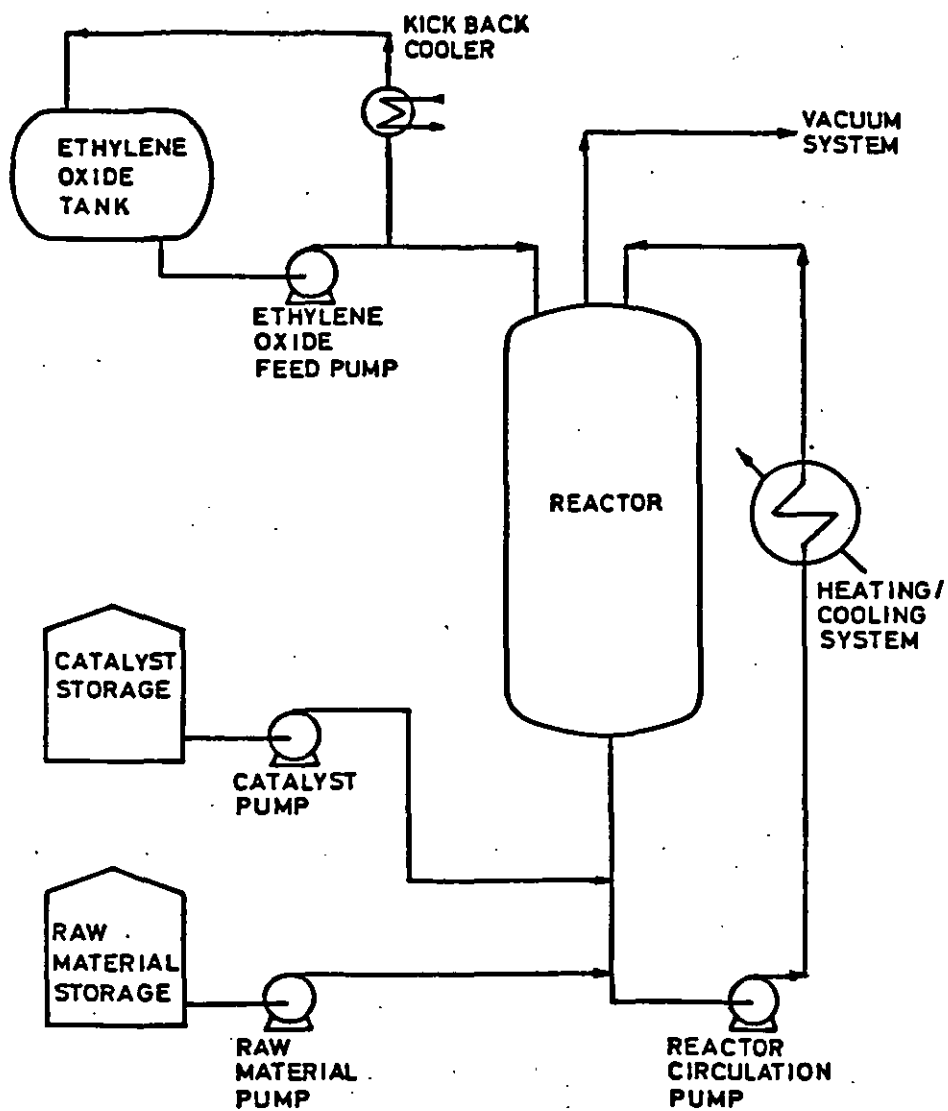 KICK BACK
COOLER
ETHYLENE
OXIDE
TANK
VACUUM
SYSTEM
ETHYLENE
OXIDE
FEED PUMP
REACTOR
HEATING/
COOLING
SYSTEM
CATALYST
STORAGE
CATALYST
PUMP
RAW
MATERIAL
STORAGE
RAW
MATERIAL
PUMP
REACTOR
CIRCULATION
PUMP